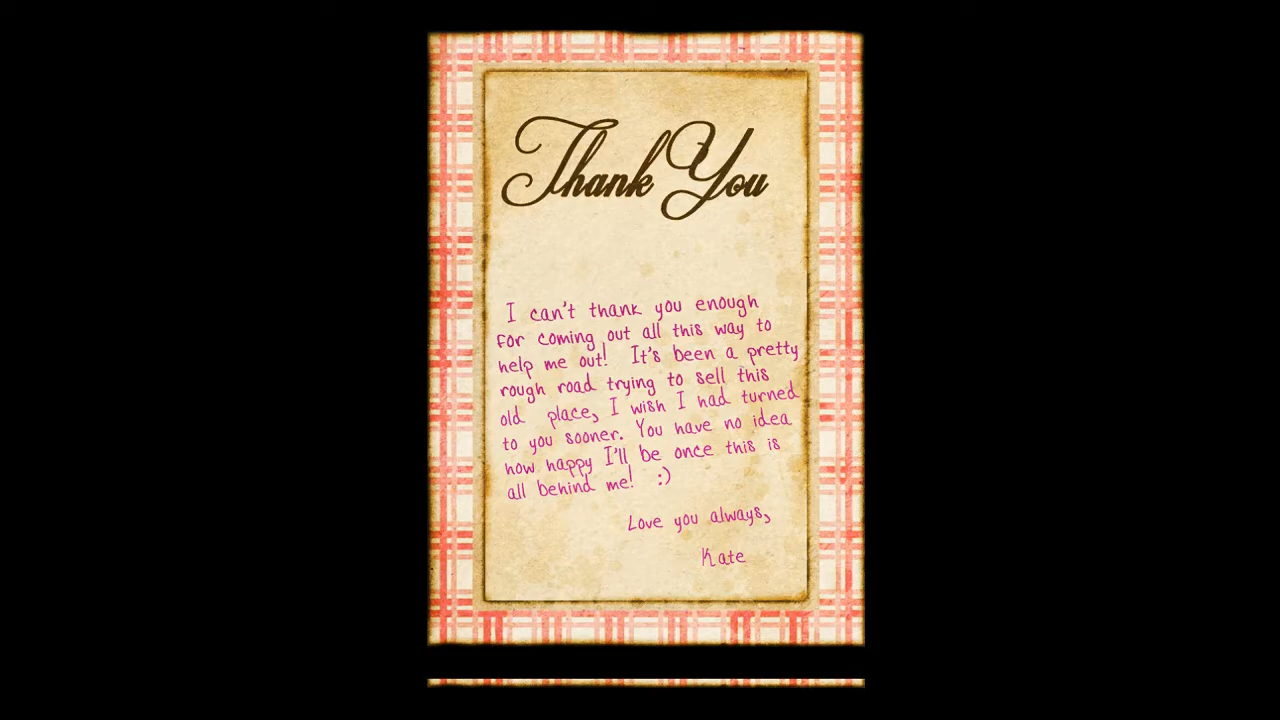 Thank You
I can't thank you enough
for coming out all this way to
help me out! It's been a pretty
rough road trying to sell this
old place, I wish I had turned
to you sooner. You have no idea
how happy I'll be once this is
all behind me! :)
Love you always,
Kate